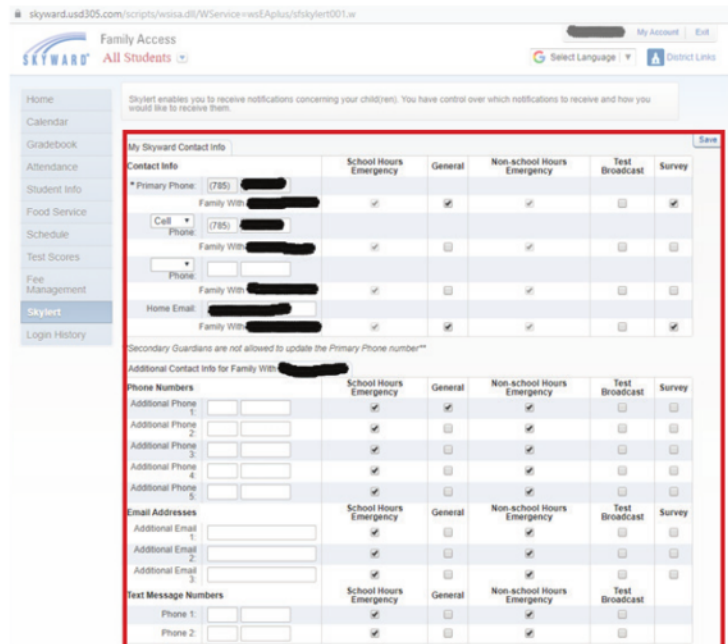 skyward.usd305.com/scripts/wsisa.dll/WService=wsEAplus/sfskylert001.w
SKYWARD®
Family Access
All Students
My Account | Exit
G Select Language ▼
District Links
Home
Calendar
Gradebook
Attendance
Student Info
Food Service
Schedule
Test Scores
Fee
Management
Skylert
Login History
Skylert enables you to receive notifications concerning your child(ren). You have control over which notifications to receive and how you
would like to receive them.
Save
My Skyward Contact Info
Contact Info School Hours Emergency General Non-school Hours Emergency Test Broadcast Survey
* Primary Phone: (785)
Family With
Cell ▼ Phone: (785)
Family With
▼ Phone:
Family With
Home Email:
Family With
*Secondary Guardians are not allowed to update the Primary Phone number**
Additional Contact Info for Family With
Phone Numbers School Hours Emergency General Non-school Hours Emergency Test Broadcast Survey
Additional Phone 1:
Additional Phone 2:
Additional Phone 3:
Additional Phone 4:
Additional Phone 5:
Email Addresses School Hours Emergency General Non-school Hours Emergency Test Broadcast Survey
Additional Email 1:
Additional Email 2:
Additional Email 3:
Text Message Numbers School Hours Emergency General Non-school Hours Emergency Test Broadcast
Phone 1:
Phone 2: